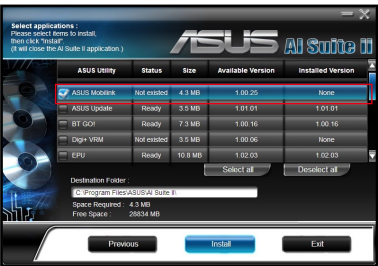 Select applications :
Please select items to install,
then click "Install".
(It will close the AI Suite II application.)
ASUS AI Suite II
ASUS Utility Status Size Available Version Installed Version
ASUS Mobilink Not existed 4.3 MB 1.00.25 None
ASUS Update Ready 3.5 MB 1.01.01 1.01.01
BT GO! Ready 7.3 MB 1.00.16 1.00.16
Digi+ VRM Not existed 3.5 MB 1.00.06 None
EPU Ready 10.8 MB 1.02.03 1.02.03
Select all Deselect all
Destination Folder :
C:\Program Files\ASUS\AI Suite II\
Space Required : 4.3 MB
Free Space : 28834 MB
Previous Install Exit